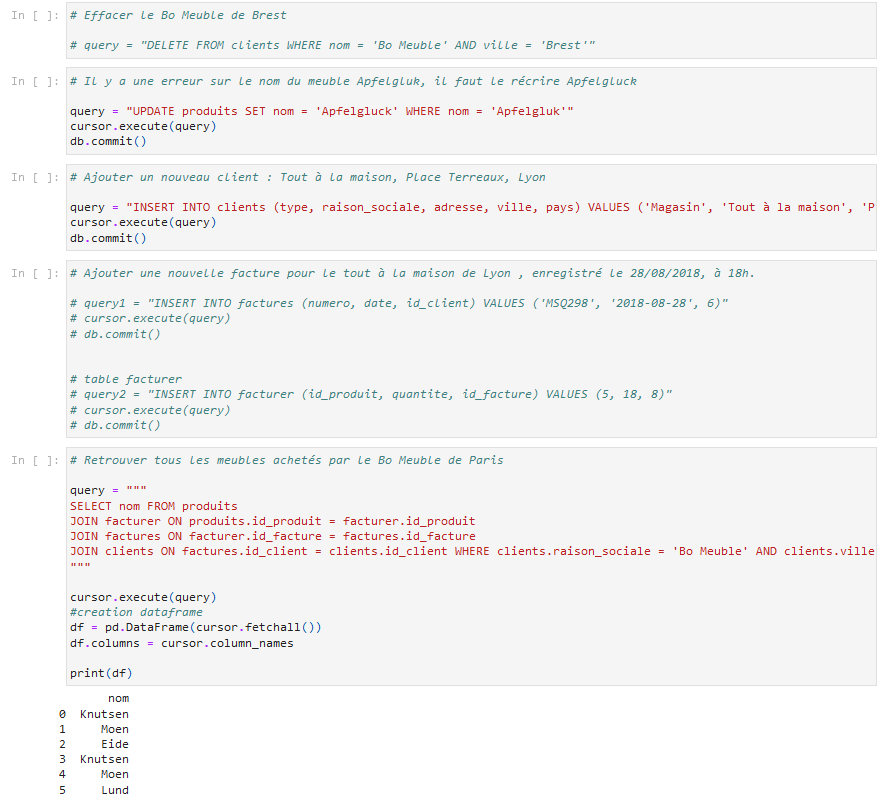 In [ ]: # Effacer le Bo Meuble de Brest
# query = "DELETE FROM clients WHERE nom = 'Bo Meuble' AND ville = 'Brest'"
In [ ]: # Il y a une erreur sur le nom du meuble Apfelgluk, il faut le récrire Apfelgluck
query = "UPDATE produits SET nom = 'Apfelgluck' WHERE nom = 'Apfelgluk'"
cursor.execute(query)
db.commit()
In [ ]: # Ajouter un nouveau client : Tout à la maison, Place Terreaux, Lyon
query = "INSERT INTO clients (type, raison_sociale, adresse, ville, pays) VALUES ('Magasin', 'Tout à la maison', 'P
cursor.execute(query)
db.commit()
In [ ]: # Ajouter une nouvelle facture pour le tout à la maison de Lyon , enregistré le 28/08/2018, à 18h.
# query1 = "INSERT INTO factures (numero, date, id_client) VALUES ('MSQ298', '2018-08-28', 6)"
# cursor.execute(query)
# db.commit()
# table facturer
# query2 = "INSERT INTO facturer (id_produit, quantite, id_facture) VALUES (5, 18, 8)"
# cursor.execute(query)
# db.commit()
In [ ]: # Retrouver tous les meubles achetés par le Bo Meuble de Paris
query = """
SELECT nom FROM produits
JOIN facturer ON produits.id_produit = facturer.id_produit
JOIN factures ON facturer.id_facture = factures.id_facture
JOIN clients ON factures.id_client = clients.id_client WHERE clients.raison_sociale = 'Bo Meuble' AND clients.ville
"""
cursor.execute(query)
#creation dataframe
df = pd.DataFrame(cursor.fetchall())
df.columns = cursor.column_names
print(df)
nom
0 Knutsen
1 Moen
2 Eide
3 Knutsen
4 Moen
5 Lund